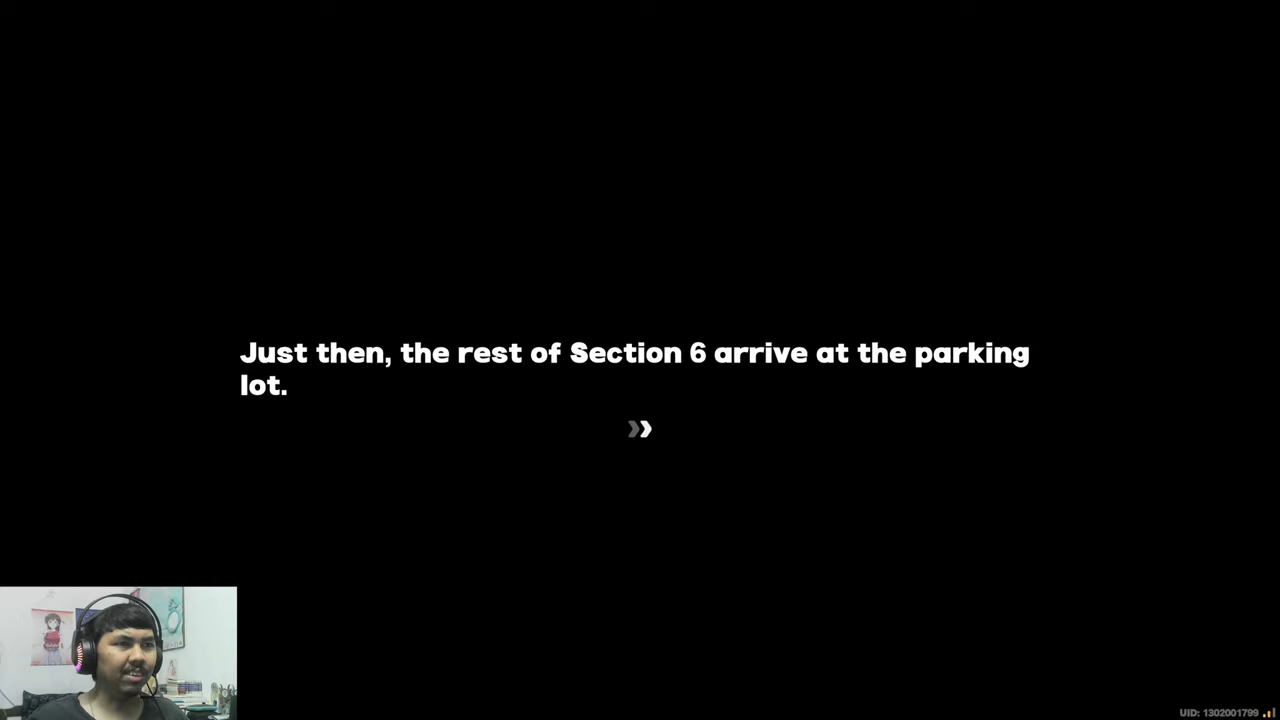 Just then, the rest of Section 6 arrive at the parking
lot.
UID: 1302001799